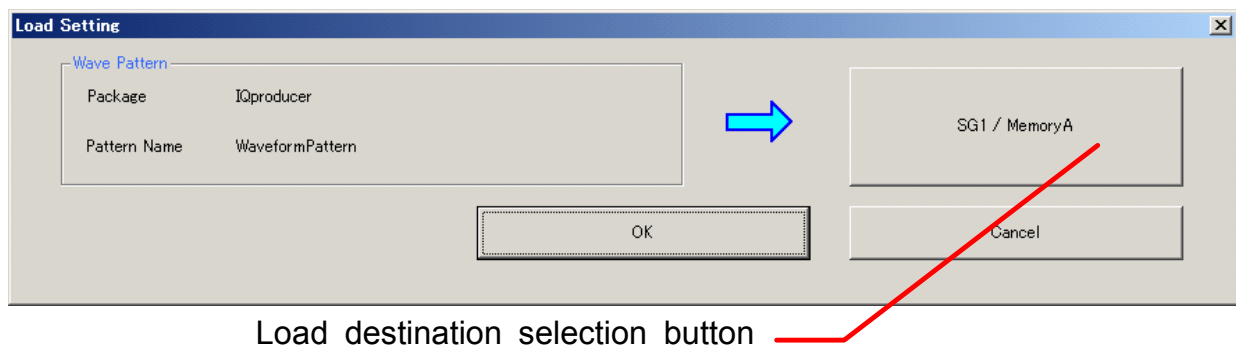 Load Setting
Wave Pattern
Package IQproducer
Pattern Name WaveformPattern
SG1 / MemoryA
OK
Cancel
Load destination selection button